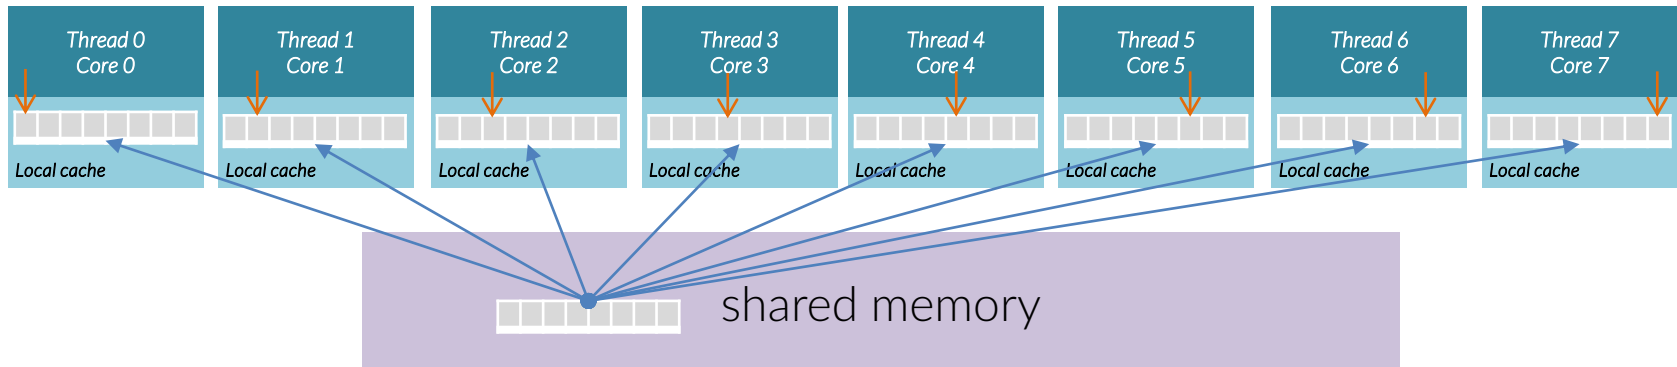 Thread 0
Core 0
Thread 1
Core 1
Thread 2
Core 2
Thread 3
Core 3
Thread 4
Core 4
Thread 5
Core 5
Thread 6
Core 6
Thread 7
Core 7
Local cache
Local cache
Local cache
Local cache
Local cache
Local cache
Local cache
Local cache
shared memory